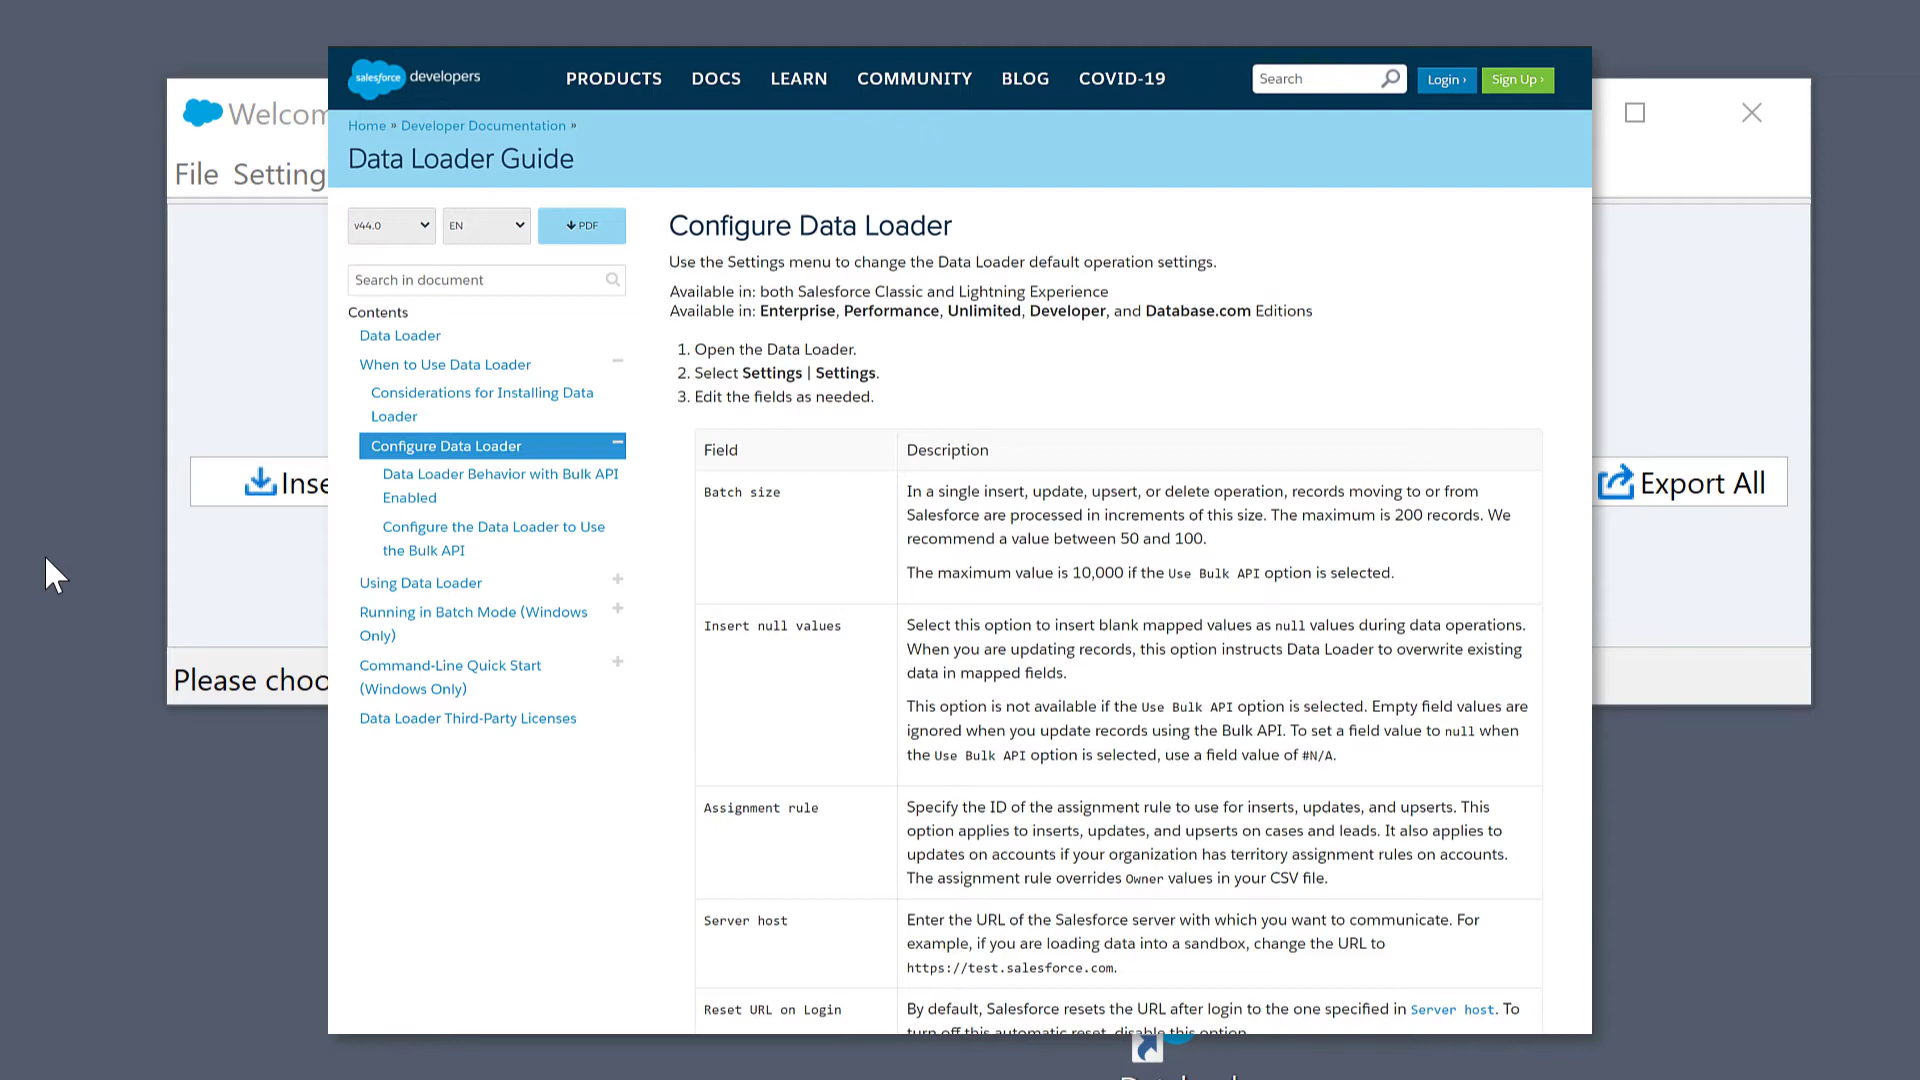 salesforce developers
PRODUCTS DOCS LEARN COMMUNITY BLOG COVID-19
Search
Login ›
Sign Up ›
Home » Developer Documentation »
Data Loader Guide
File
Inse
Please
Export All
v44.0
EN
PDF
Search in document
Contents
Data Loader
When to Use Data Loader
Considerations for Installing Data
Loader
Configure Data Loader
Data Loader Behavior with Bulk API
Enabled
Configure the Data Loader to Use
the Bulk API
Using Data Loader
Running in Batch Mode (Windows
Only)
Command-Line Quick Start
(Windows Only)
Data Loader Third-Party Licenses
Configure Data Loader
Use the Settings menu to change the Data Loader default operation settings.
Available in: both Salesforce Classic and Lightning Experience
Available in: Enterprise, Performance, Unlimited, Developer, and Database.com Editions
1. Open the Data Loader.
2. Select Settings | Settings.
3. Edit the fields as needed.
Field Description
Batch size
In a single insert, update, upsert, or delete operation, records moving to or from
Salesforce are processed in increments of this size. The maximum is 200 records. We
recommend a value between 50 and 100.
The maximum value is 10,000 if the Use Bulk API option is selected.
Insert null values
Select this option to insert blank mapped values as null values during data operations.
When you are updating records, this option instructs Data Loader to overwrite existing
data in mapped fields.
This option is not available if the Use Bulk API option is selected. Empty field values are
ignored when you update records using the Bulk API. To set a field value to null when
the Use Bulk API option is selected, use a field value of #N/A.
Assignment rule
Specify the ID of the assignment rule to use for inserts, updates, and upserts. This
option applies to inserts, updates, and upserts on cases and leads. It also applies to
updates on accounts if your organization has territory assignment rules on accounts.
The assignment rule overrides Owner values in your CSV file.
Server host
Enter the URL of the Salesforce server with which you want to communicate. For
example, if you are loading data into a sandbox, change the URL to
https://test.salesforce.com.
Reset URL on Login
By default, Salesforce resets the URL after login to the one specified in Server host. To
turn off this automatic reset, disable this option.